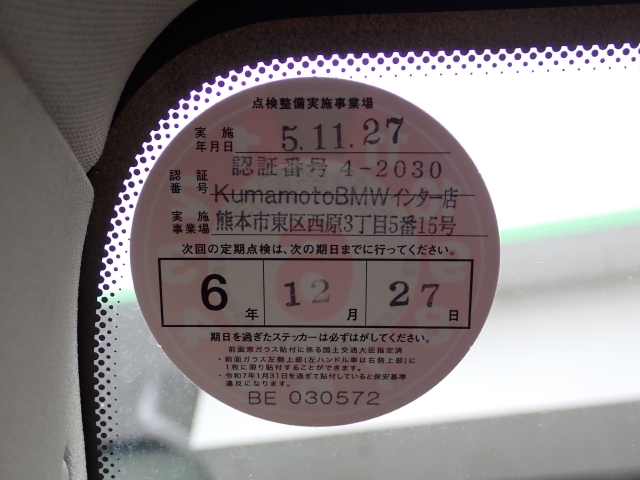 点検整備実施事業場
実施年月日 5.11.27
認証番号 認証番号 4-2030
KumamotoBMWインター店
実施事業場 熊本市東区西原3丁目5番15号
次回の定期点検は、次の期日までに行ってください。
6年 12月 27日
期日を過ぎたステッカーは必ずはがしてください。
前面窓ガラス貼付に係る国土交通大臣指定済
・前面ガラス左側上部(左ハンドル車は右側上部)に
1枚に限り貼付することができます。
・令和7年1月31日を過ぎて貼付していると保安基準
違反になります。
BE 030572